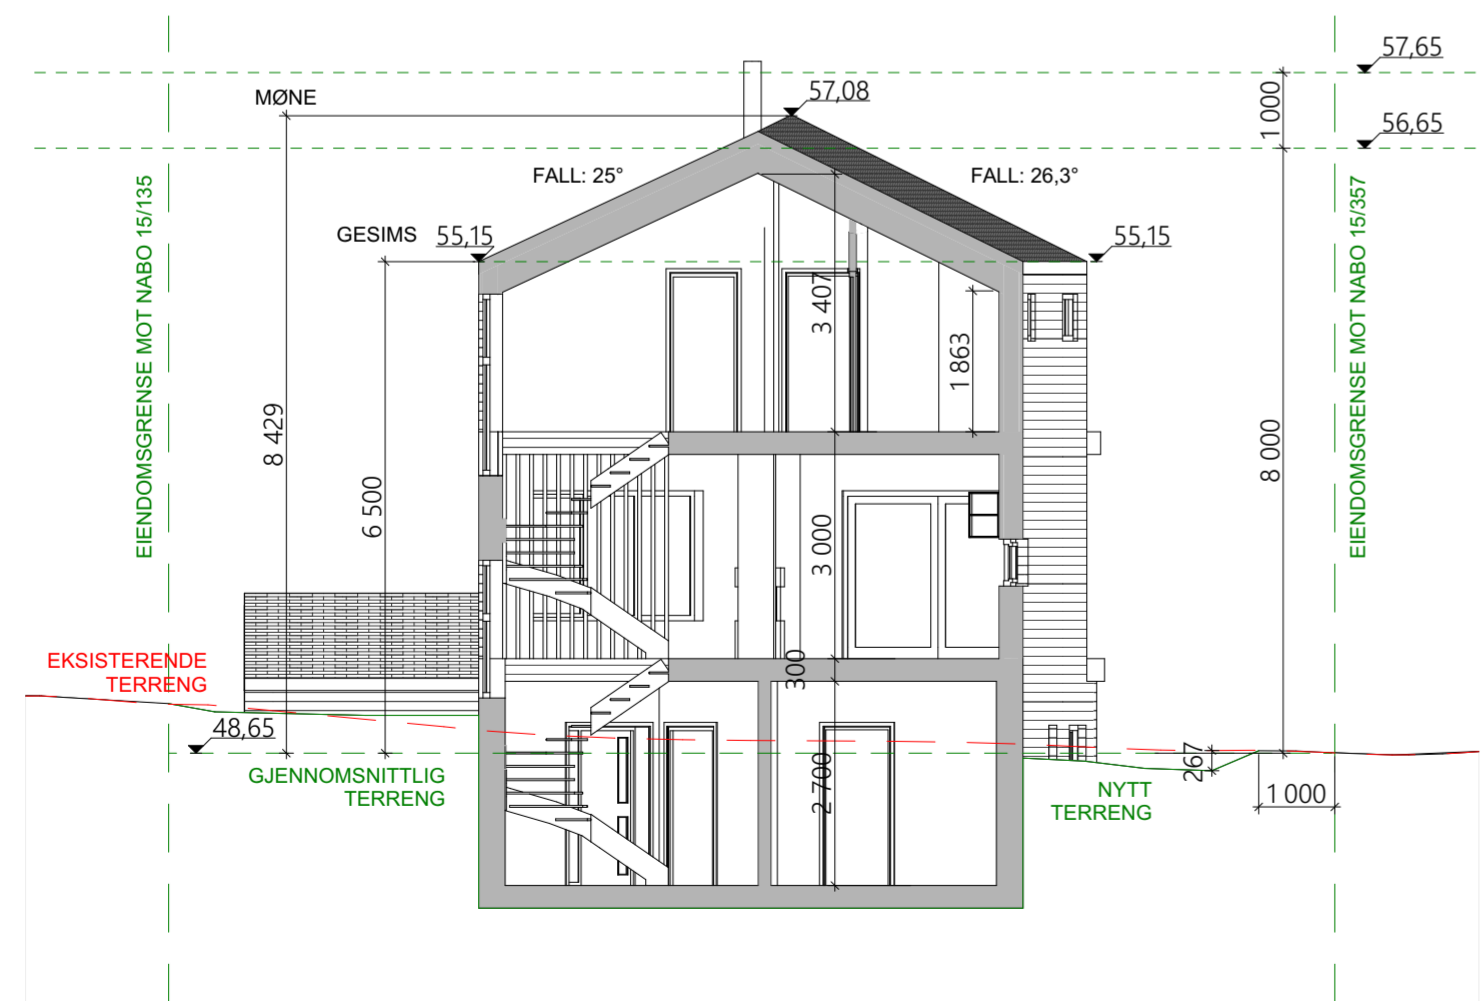 57,65
MØNE
57,08
1 000
56,65
FALL: 25°
FALL: 26,3°
EIENDOMSGRENSE MOT NABO 15/135
EIENDOMSGRENSE MOT NABO 15/357
GESIMS
55,15
55,15
3 407
1 863
8 429
6 500
8 000
3 000
EKSISTERENDE
TERRENG
300
48,65
GJENNOMSNITTLIG
TERRENG
2 700
267
NYTT
TERRENG
1 000